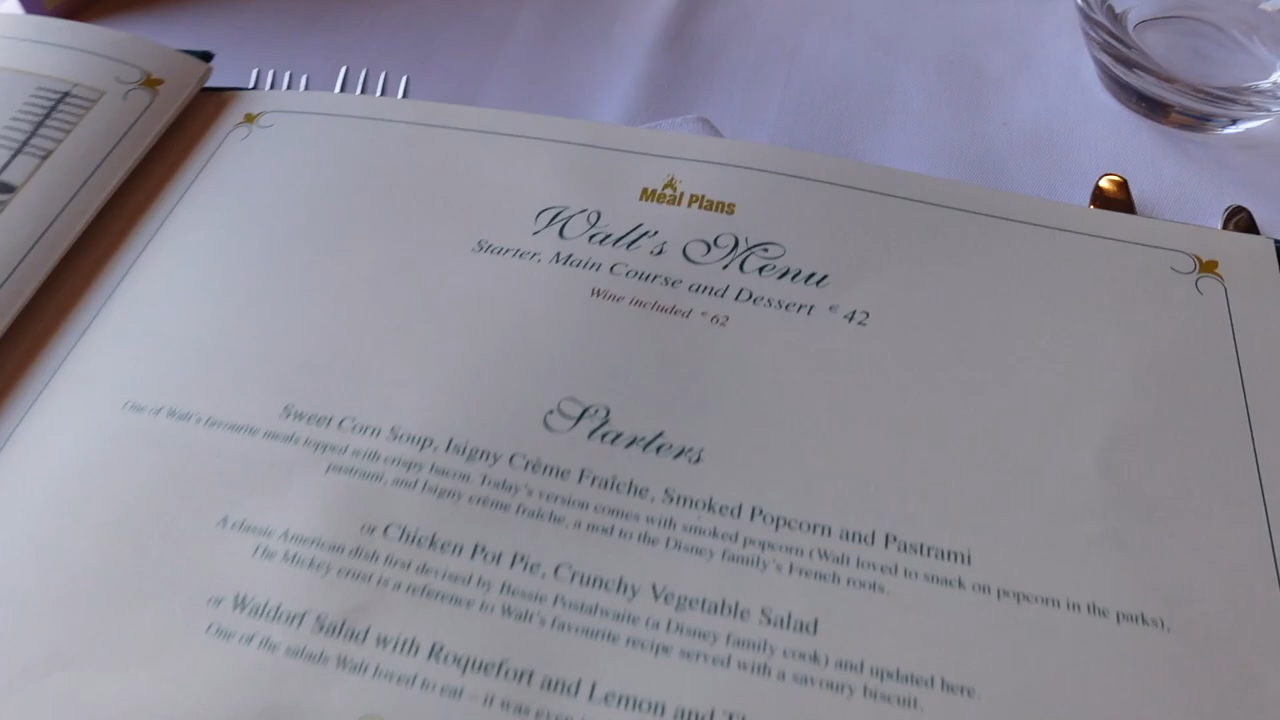 Meal Plans
Walt's Menu
Starter, Main Course and Dessert €42
Wine included €62
Starters
Sweet Corn Soup, Isigny Crème Fraîche, Smoked Popcorn and Pastrami
One of Walt's favourite meals topped with crispy bacon. Today's version comes with smoked popcorn (Walt loved to snack on popcorn in the parks),
pastrami, and Isigny crème fraîche, a nod to the Disney family's French roots.
or Chicken Pot Pie, Crunchy Vegetable Salad
A classic American dish first devised by Bessie Postalwaite (a Disney family cook) and updated here.
The Mickey crust is a reference to Walt's favourite recipe served with a savoury biscuit.
or Waldorf Salad with Roquefort and Lemon and
One of the salads Walt loved to eat - it was even